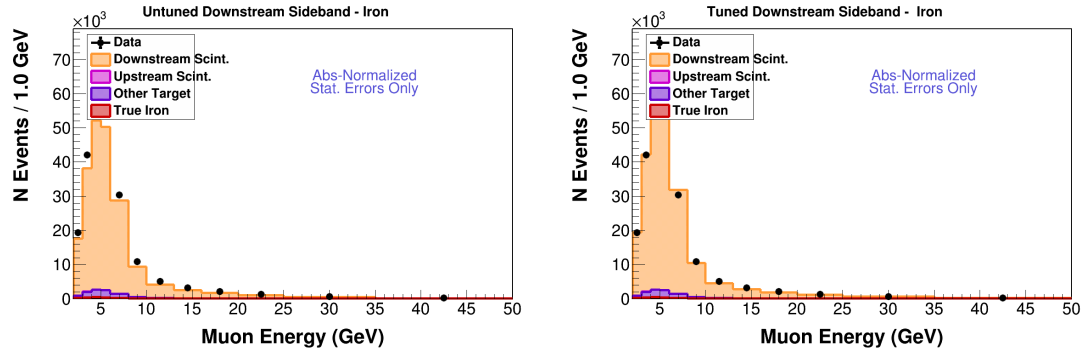 Untuned Downstream Sideband - Iron
×10³
N Events / 1.0 GeV
70
60
50
40
30
20
10
0
Data
Downstream Scint.
Upstream Scint.
Other Target
True Iron
Abs-Normalized
Stat. Errors Only
5 10 15 20 25 30 35 40 45 50
Muon Energy (GeV)
Tuned Downstream Sideband - Iron
×10³
N Events / 1.0 GeV
70
60
50
40
30
20
10
0
Data
Downstream Scint.
Upstream Scint.
Other Target
True Iron
Abs-Normalized
Stat. Errors Only
5 10 15 20 25 30 35 40 45 50
Muon Energy (GeV)